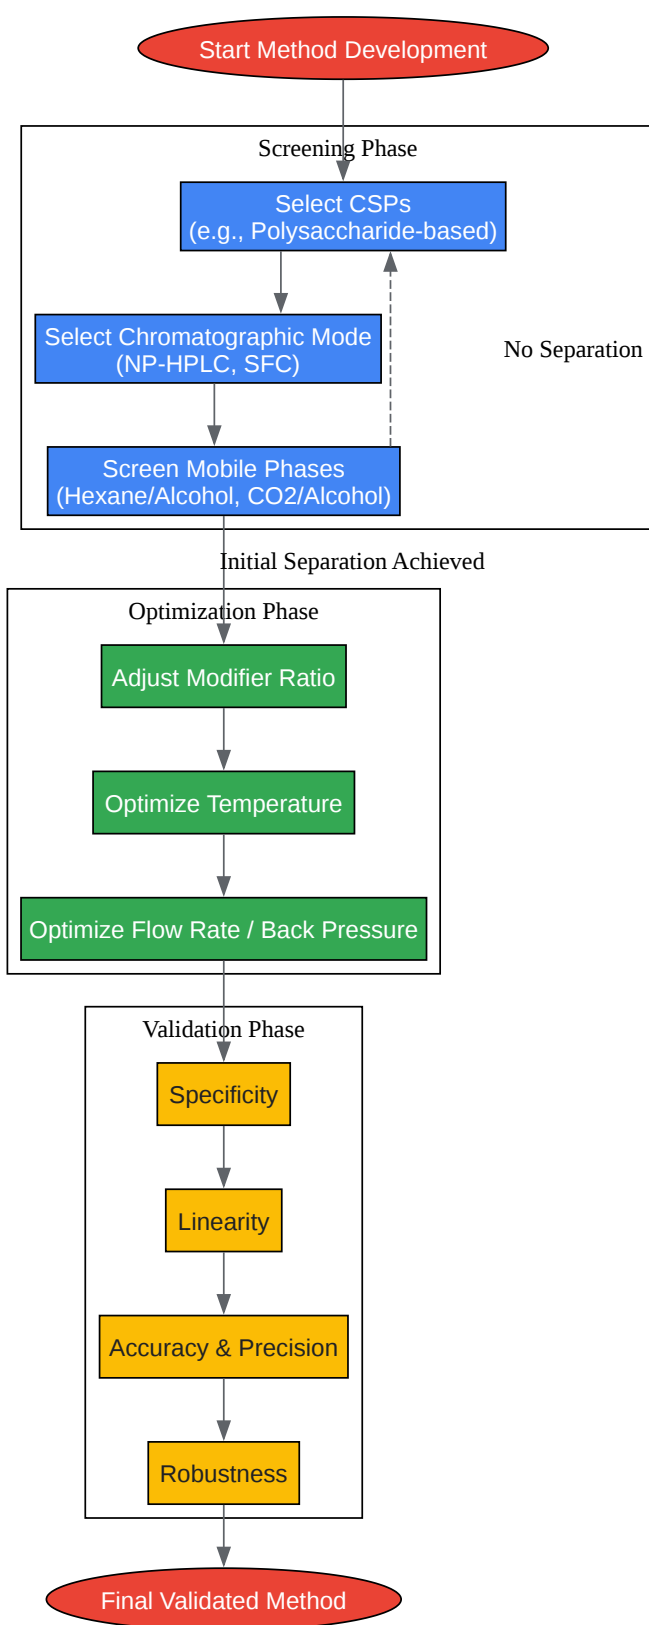 Start Method Development
Screening Phase
Select CSPs
(e.g., Polysaccharide-based)
Select Chromatographic Mode
(NP-HPLC, SFC)
No Separation
Screen Mobile Phases
(Hexane/Alcohol, CO2/Alcohol)
Initial Separation Achieved
Optimization Phase
Adjust Modifier Ratio
Optimize Temperature
Optimize Flow Rate / Back Pressure
Validation Phase
Specificity
Linearity
Accuracy & Precision
Robustness
Final Validated Method